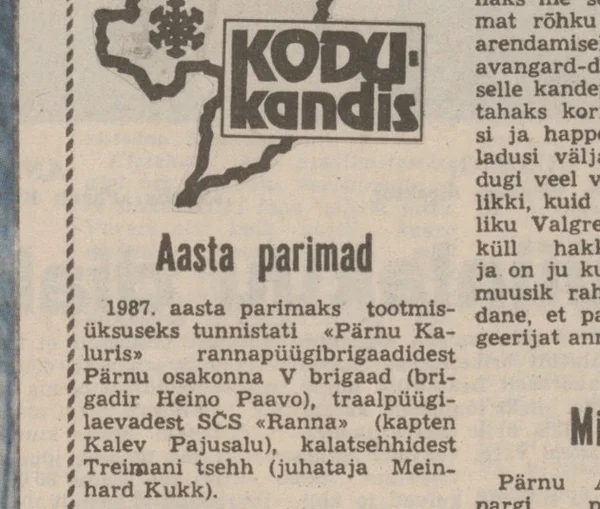 KODU-
kandis
Aasta parimad
1987. aasta parimaks tootmis-
üksuseks tunnistati «Pärnu Ka-
luris» rannapüügibrigaadidest
Pärnu osakonna V brigaad (bri-
gadir Heino Paavo), traalpüügi-
laevadest SČS «Ranna» (kapten
Kalev Pajusalu), kalatsehhidest
Treimani tsehh (juhataja Mein-
hard Kukk).
mat rõhku
arendamisel
avangard-d
selle kande
tahaks kor
si ja happe
ladusi välja
dugi veel v
likki, kuid
liku Valgre
küll hakk
ja on ju ku
muusik rah
dane, et pa
geerijat ann
Mi
Pärnu A
pargi p